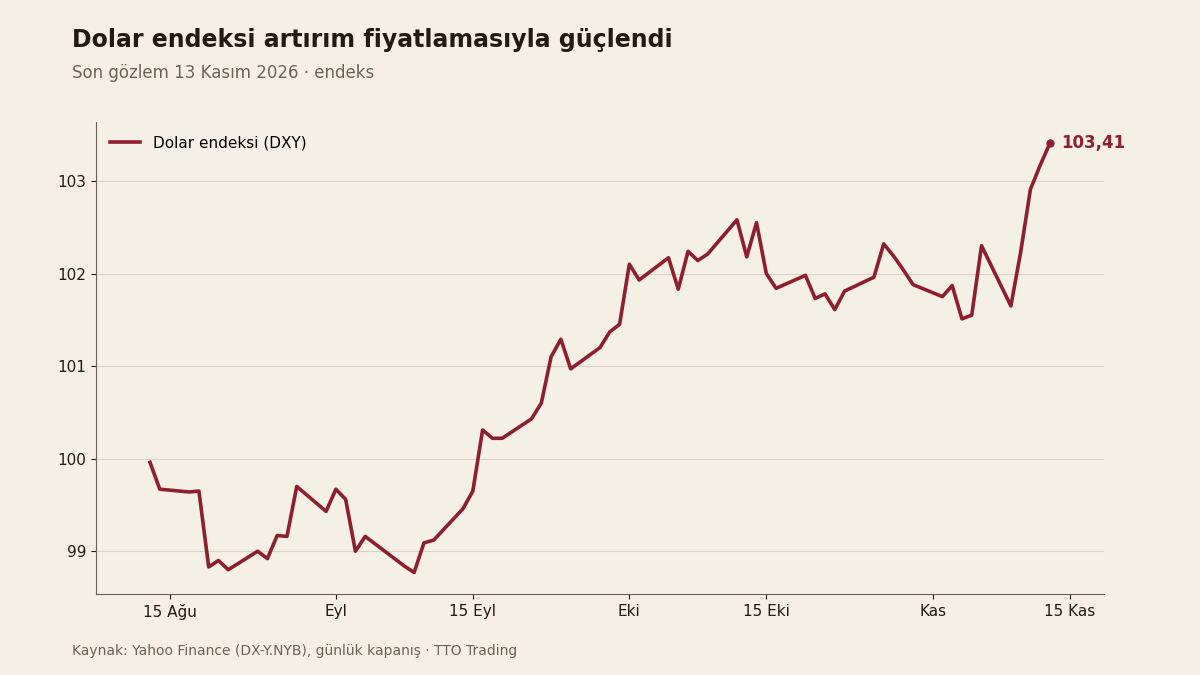 Dolar endeksi artırım fiyatlamasıyla güçlendi
Son gözlem 13 Kasım 2026 · endeks
Dolar endeksi (DXY)
103,41
103
102
101
100
99
15 Ağu Eyl 15 Eyl Eki 15 Eki Kas 15 Kas
Kaynak: Yahoo Finance (DX-Y.NYB), günlük kapanış · TTO Trading